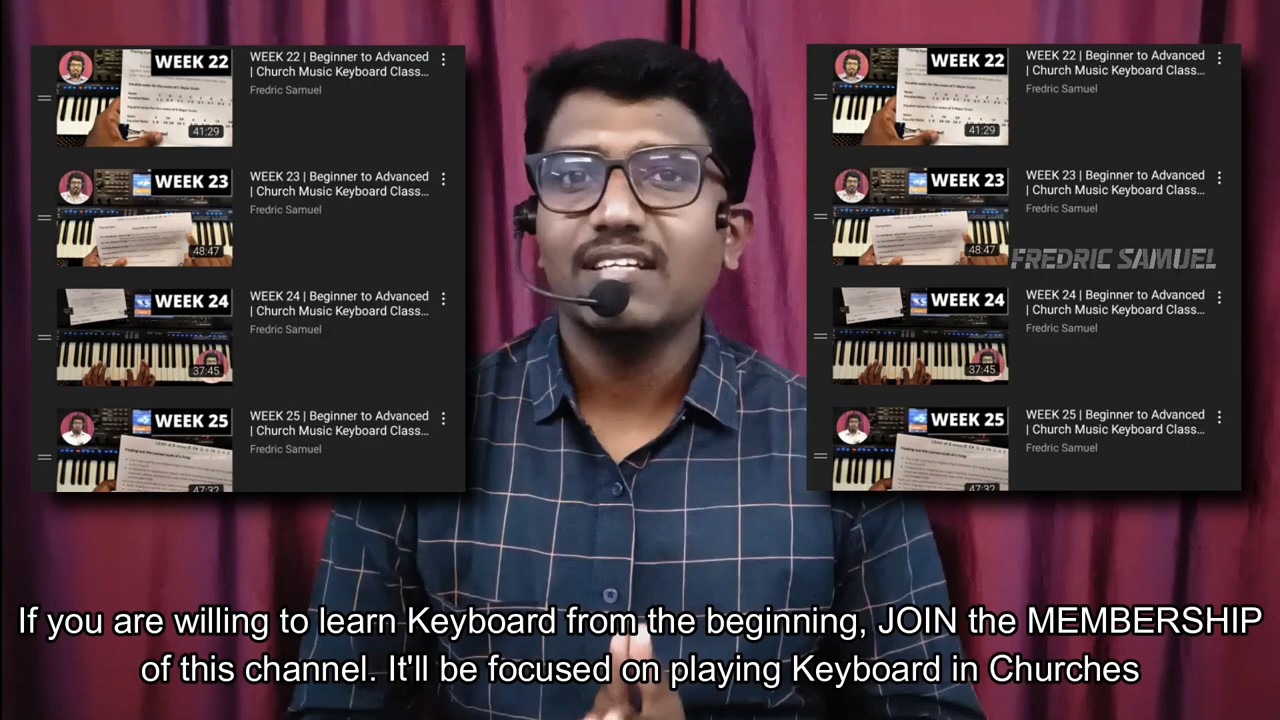 WEEK 22
41:29
WEEK 22 | Beginner to Advanced
| Church Music Keyboard Class...
Fredric Samuel
WEEK 23
48:47
WEEK 23 | Beginner to Advanced
| Church Music Keyboard Class...
Fredric Samuel
WEEK 24
37:45
WEEK 24 | Beginner to Advanced
| Church Music Keyboard Class...
Fredric Samuel
WEEK 25
47:32
WEEK 25 | Beginner to Advanced
| Church Music Keyboard Class...
Fredric Samuel
WEEK 22
41:29
WEEK 22 | Beginner to Advanced
| Church Music Keyboard Class...
Fredric Samuel
WEEK 23
48:47
WEEK 23 | Beginner to Advanced
| Church Music Keyboard Class...
Fredric Samuel
FREDRIC SAMUEL
WEEK 24
37:45
WEEK 24 | Beginner to Advanced
| Church Music Keyboard Class...
Fredric Samuel
WEEK 25
47:32
WEEK 25 | Beginner to Advanced
| Church Music Keyboard Class...
Fredric Samuel
If you are willing to learn Keyboard from the beginning, JOIN the MEMBERSHIP
of this channel. It'll be focused on playing Keyboard in Churches